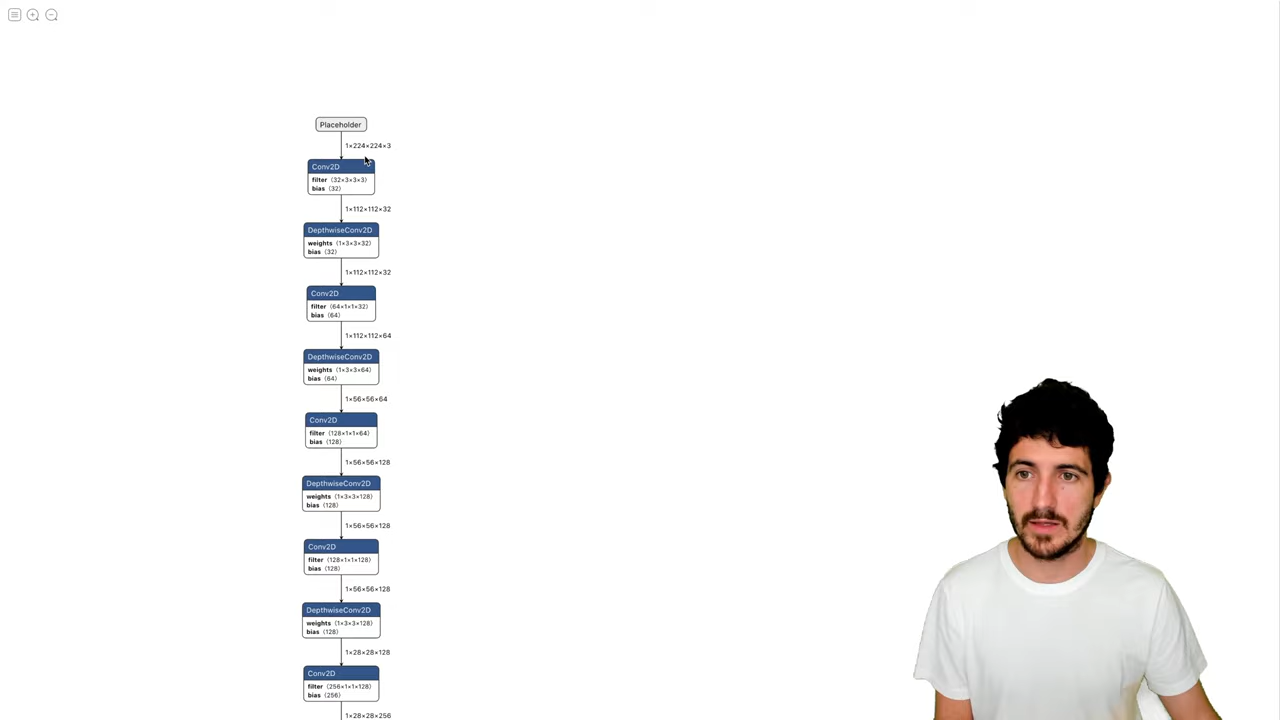 Placeholder
1×224×224×3
Conv2D
filter ⟨32×3×3×3⟩
bias ⟨32⟩
1×112×112×32
DepthwiseConv2D
weights ⟨1×3×3×32⟩
bias ⟨32⟩
1×112×112×32
Conv2D
filter ⟨64×1×1×32⟩
bias ⟨64⟩
1×112×112×64
DepthwiseConv2D
weights ⟨1×3×3×64⟩
bias ⟨64⟩
1×56×56×64
Conv2D
filter ⟨128×1×1×64⟩
bias ⟨128⟩
1×56×56×128
DepthwiseConv2D
weights ⟨1×3×3×128⟩
bias ⟨128⟩
1×56×56×128
Conv2D
filter ⟨128×1×1×128⟩
bias ⟨128⟩
1×56×56×128
DepthwiseConv2D
weights ⟨1×3×3×128⟩
bias ⟨128⟩
1×28×28×128
Conv2D
filter ⟨256×1×1×128⟩
bias ⟨256⟩
1×28×28×256